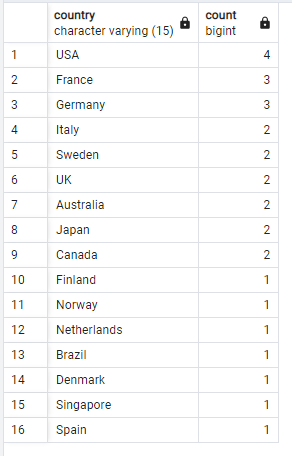 country count
character varying (15) bigint
1 USA 4
2 France 3
3 Germany 3
4 Italy 2
5 Sweden 2
6 UK 2
7 Australia 2
8 Japan 2
9 Canada 2
10 Finland 1
11 Norway 1
12 Netherlands 1
13 Brazil 1
14 Denmark 1
15 Singapore 1
16 Spain 1